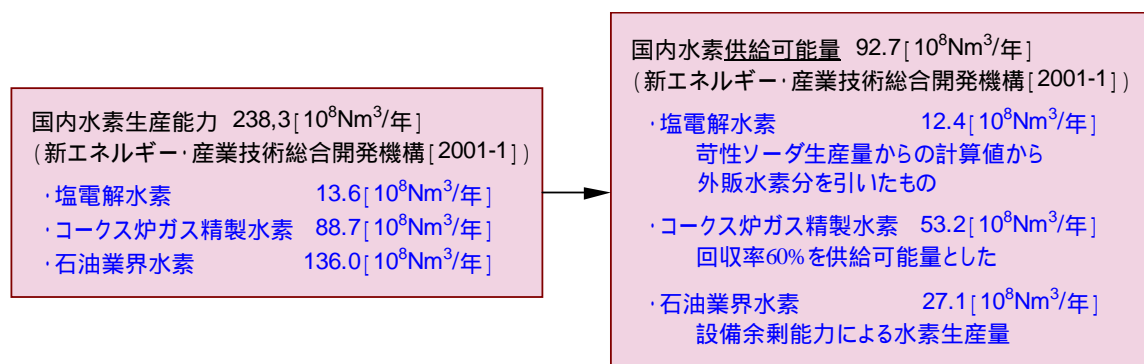 国内水素生産能力 238,3[10⁸Nm³/年]
(新エネルギー・産業技術総合開発機構[2001-1])
・塩電解水素 13.6[10⁸Nm³/年]
・コークス炉ガス精製水素 88.7[10⁸Nm³/年]
・石油業界水素 136.0[10⁸Nm³/年]
国内水素供給可能量 92.7[10⁸Nm³/年]
(新エネルギー・産業技術総合開発機構[2001-1])
・塩電解水素 12.4[10⁸Nm³/年]
苛性ソーダ生産量からの計算値から
外販水素分を引いたもの
・コークス炉ガス精製水素 53.2[10⁸Nm³/年]
回収率60%を供給可能量とした
・石油業界水素 27.1[10⁸Nm³/年]
設備余剰能力による水素生産量